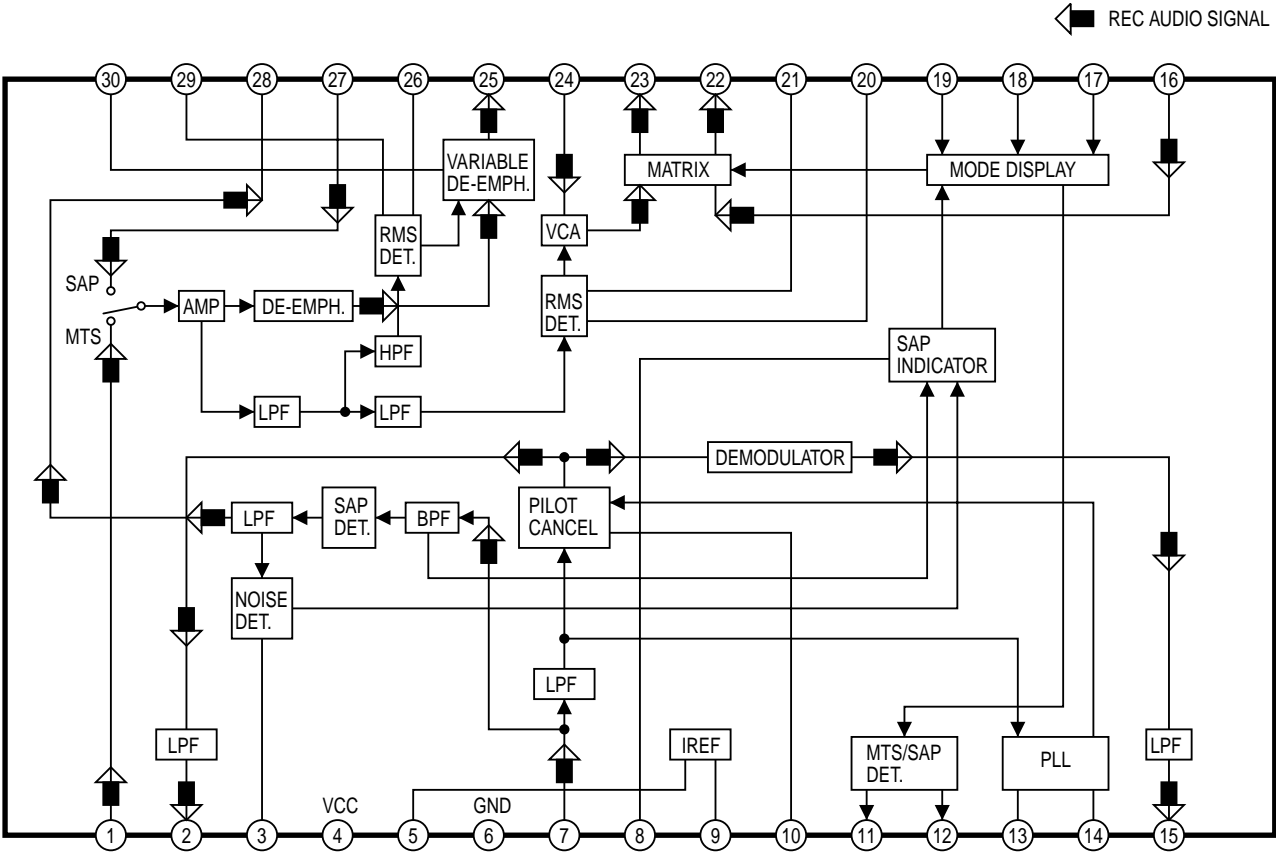 REC AUDIO SIGNAL
30 29 28 27 26 25 24 23 22 21 20 19 18 17 16
VARIABLE
DE-EMPH.
MATRIX
MODE DISPLAY
RMS
DET.
VCA
SAP
MTS
AMP
DE-EMPH.
RMS
DET.
HPF
SAP
INDICATOR
LPF
LPF
DEMODULATOR
LPF
SAP
DET.
BPF
PILOT
CANCEL
NOISE
DET.
LPF
LPF
IREF
MTS/SAP
DET.
PLL
LPF
VCC
GND
1 2 3 4 5 6 7 8 9 10 11 12 13 14 15